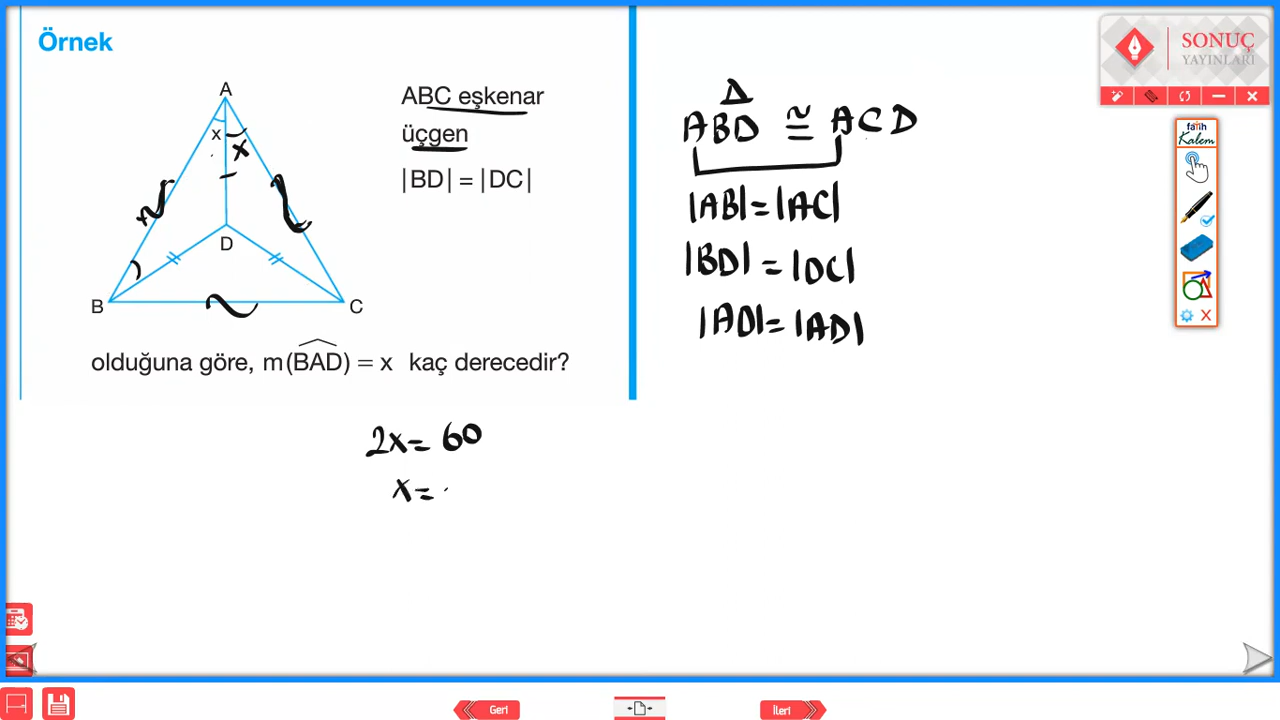 Örnek
A
x
x
D
B
C
ABC eşkenar
üçgen
|BD| = |DC|
olduğuna göre, m(BAD) = x kaç derecedir?
2x = 60
x =
Δ
ABD ≅ ACD
|AB| = |AC|
|BD| = |DC|
|AD| = |AD|
SONUÇ
YAYINLARI
fatih
Kalem
Geri
İleri